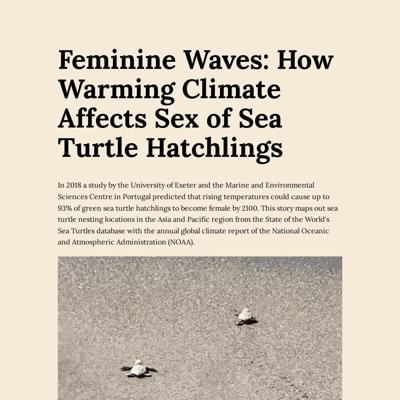 Feminine Waves: How
Warming Climate
Affects Sex of Sea
Turtle Hatchlings
In 2018 a study by the University of Exeter and the Marine and Environmental
Sciences Centre in Portugal predicted that rising temperatures could cause up to
93% of green sea turtle hatchlings to become female by 2100. This story maps out sea
turtle nesting locations in the Asia and Pacific region from the State of the World's
Sea Turtles database with the annual global climate report of the National Oceanic
and Atmospheric Administration (NOAA).